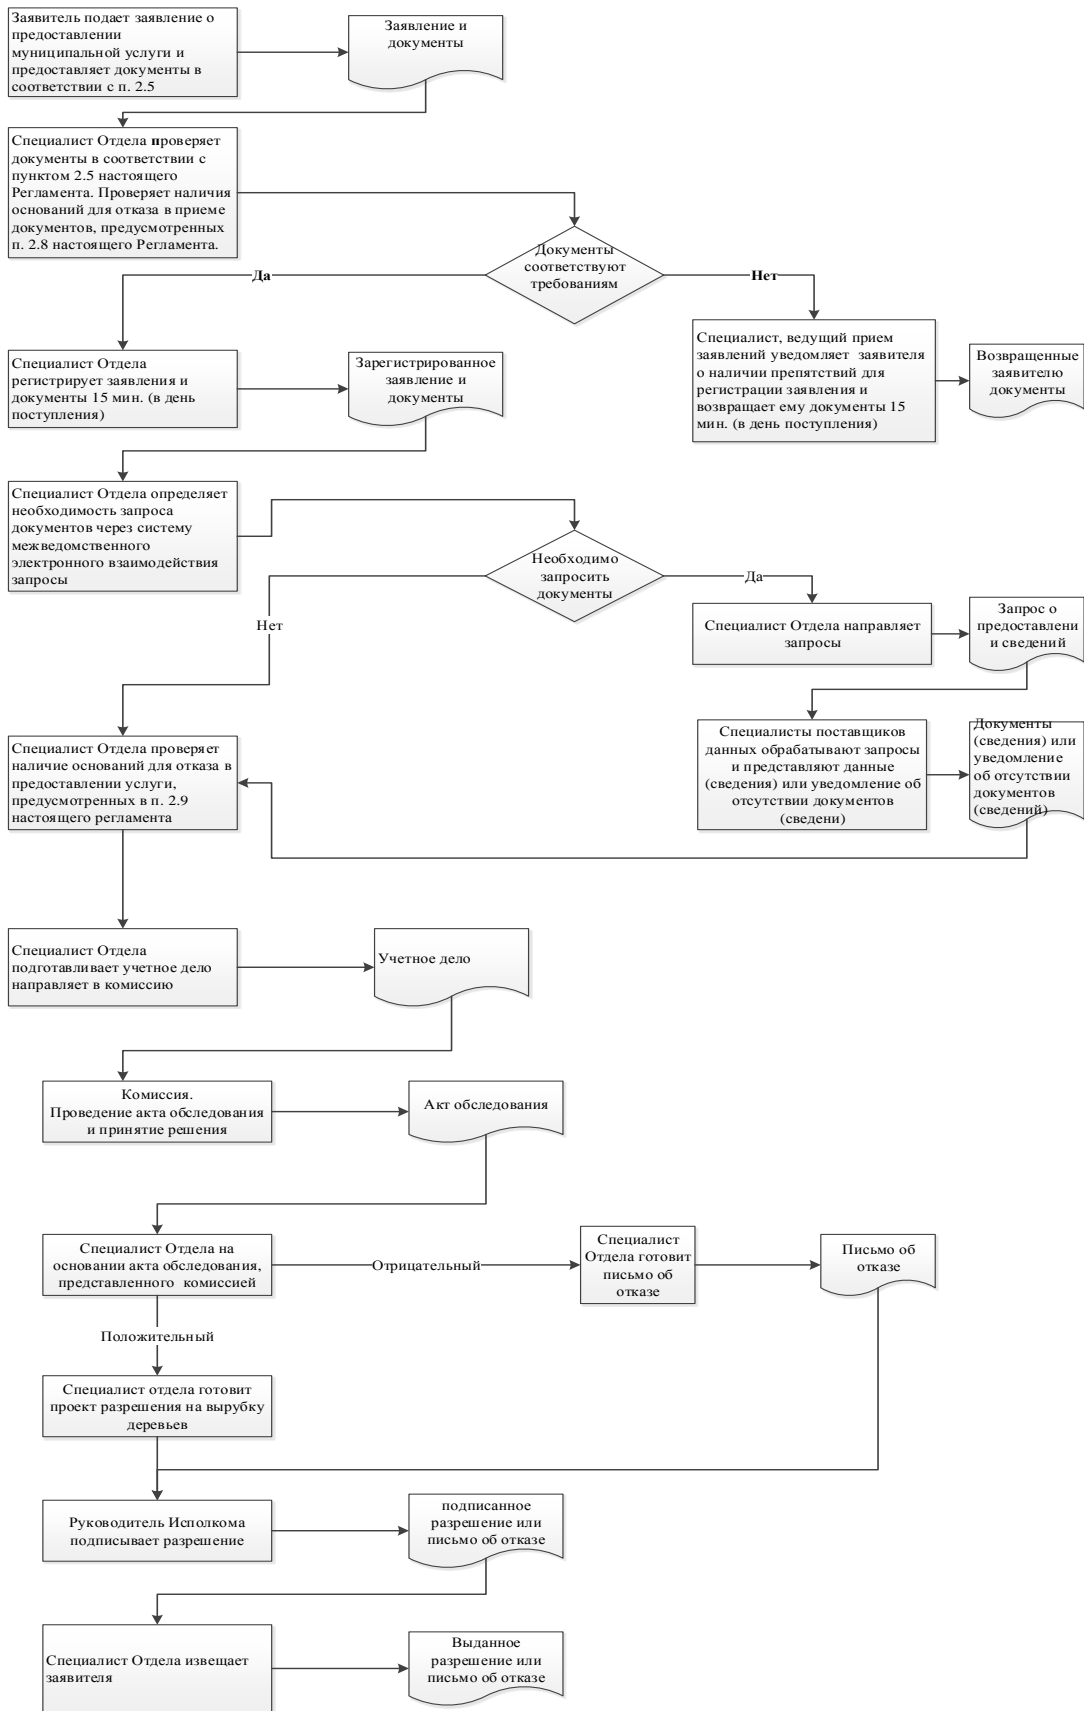 Заявитель подает заявление о
предоставлении
муниципальной услуги и
предоставляет документы в
соответствии с п. 2.5
Заявление и
документы
Специалист Отдела проверяет
документы в соответствии с
пунктом 2.5 настоящего
Регламента. Проверяет наличия
оснований для отказа в приеме
документов, предусмотренных
п. 2.8 настоящего Регламента.
Документы
соответствуют
требованиям
Да
Нет
Специалист Отдела
регистрирует заявления и
документы 15 мин. (в день
поступления)
Зарегистрированное
заявление и
документы
Специалист, ведущий прием
заявлений уведомляет заявителя
о наличии препятствий для
регистрации заявления и
возвращает ему документы 15
мин. (в день поступления)
Возвращенные
заявителю
документы
Специалист Отдела определяет
необходимость запроса
документов через систему
межведомственного
электронного взаимодействия
запросы
Необходимо
запросить
документы
Да
Нет
Специалист Отдела направляет
запросы
Запрос о
предоставлени
и сведений
Специалист Отдела проверяет
наличие оснований для отказа в
предоставлении услуги,
предусмотренных в п. 2.9
настоящего регламента
Специалисты поставщиков
данных обрабатывают запросы
и представляют данные
(сведения) или уведомление об
отсутствии документов
(сведени)
Документы
(сведения) или
уведомление
об отсутствии
документов
(сведений)
Специалист Отдела
подготавливает учетное дело
направляет в комиссию
Учетное дело
Комиссия.
Проведение акта обследования
и принятие решения
Акт обследования
Специалист Отдела на
основании акта обследования,
представленного комиссией
Отрицательный
Специалист
Отдела готовит
письмо об
отказе
Письмо об
отказе
Положительный
Специалист отдела готовит
проект разрешения на вырубку
деревьев
Руководитель Исполкома
подписывает разрешение
подписанное
разрешение или
письмо об отказе
Специалист Отдела извещает
заявителя
Выданное
разрешение или
письмо об отказе